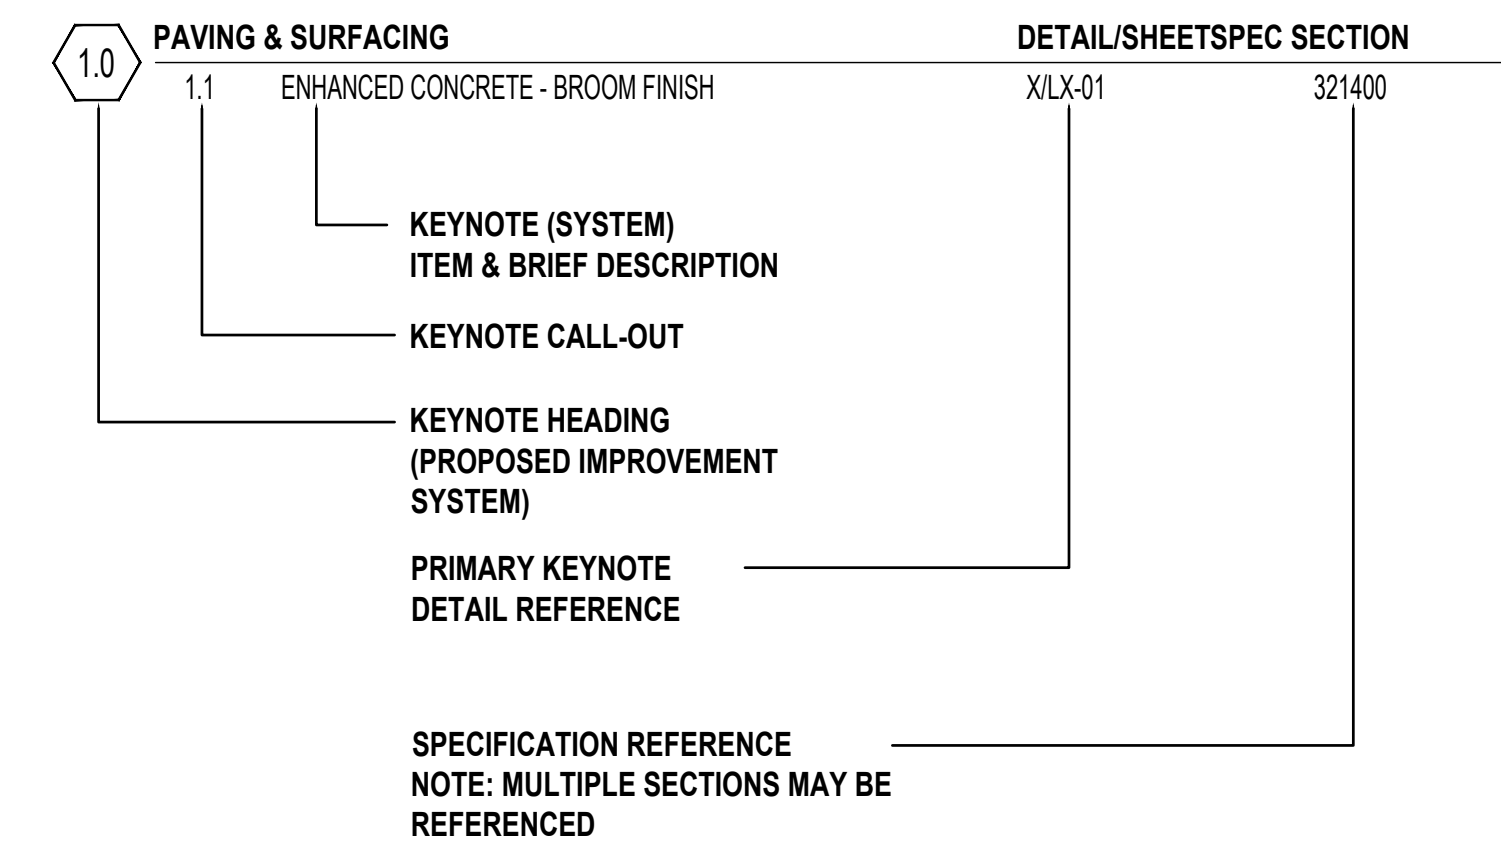 1.0
PAVING & SURFACING DETAIL/SHEETSPEC SECTION
1.1 ENHANCED CONCRETE - BROOM FINISH X/LX-01 321400
KEYNOTE (SYSTEM)
ITEM & BRIEF DESCRIPTION
KEYNOTE CALL-OUT
KEYNOTE HEADING
(PROPOSED IMPROVEMENT
SYSTEM)
PRIMARY KEYNOTE
DETAIL REFERENCE
SPECIFICATION REFERENCE
NOTE: MULTIPLE SECTIONS MAY BE
REFERENCED